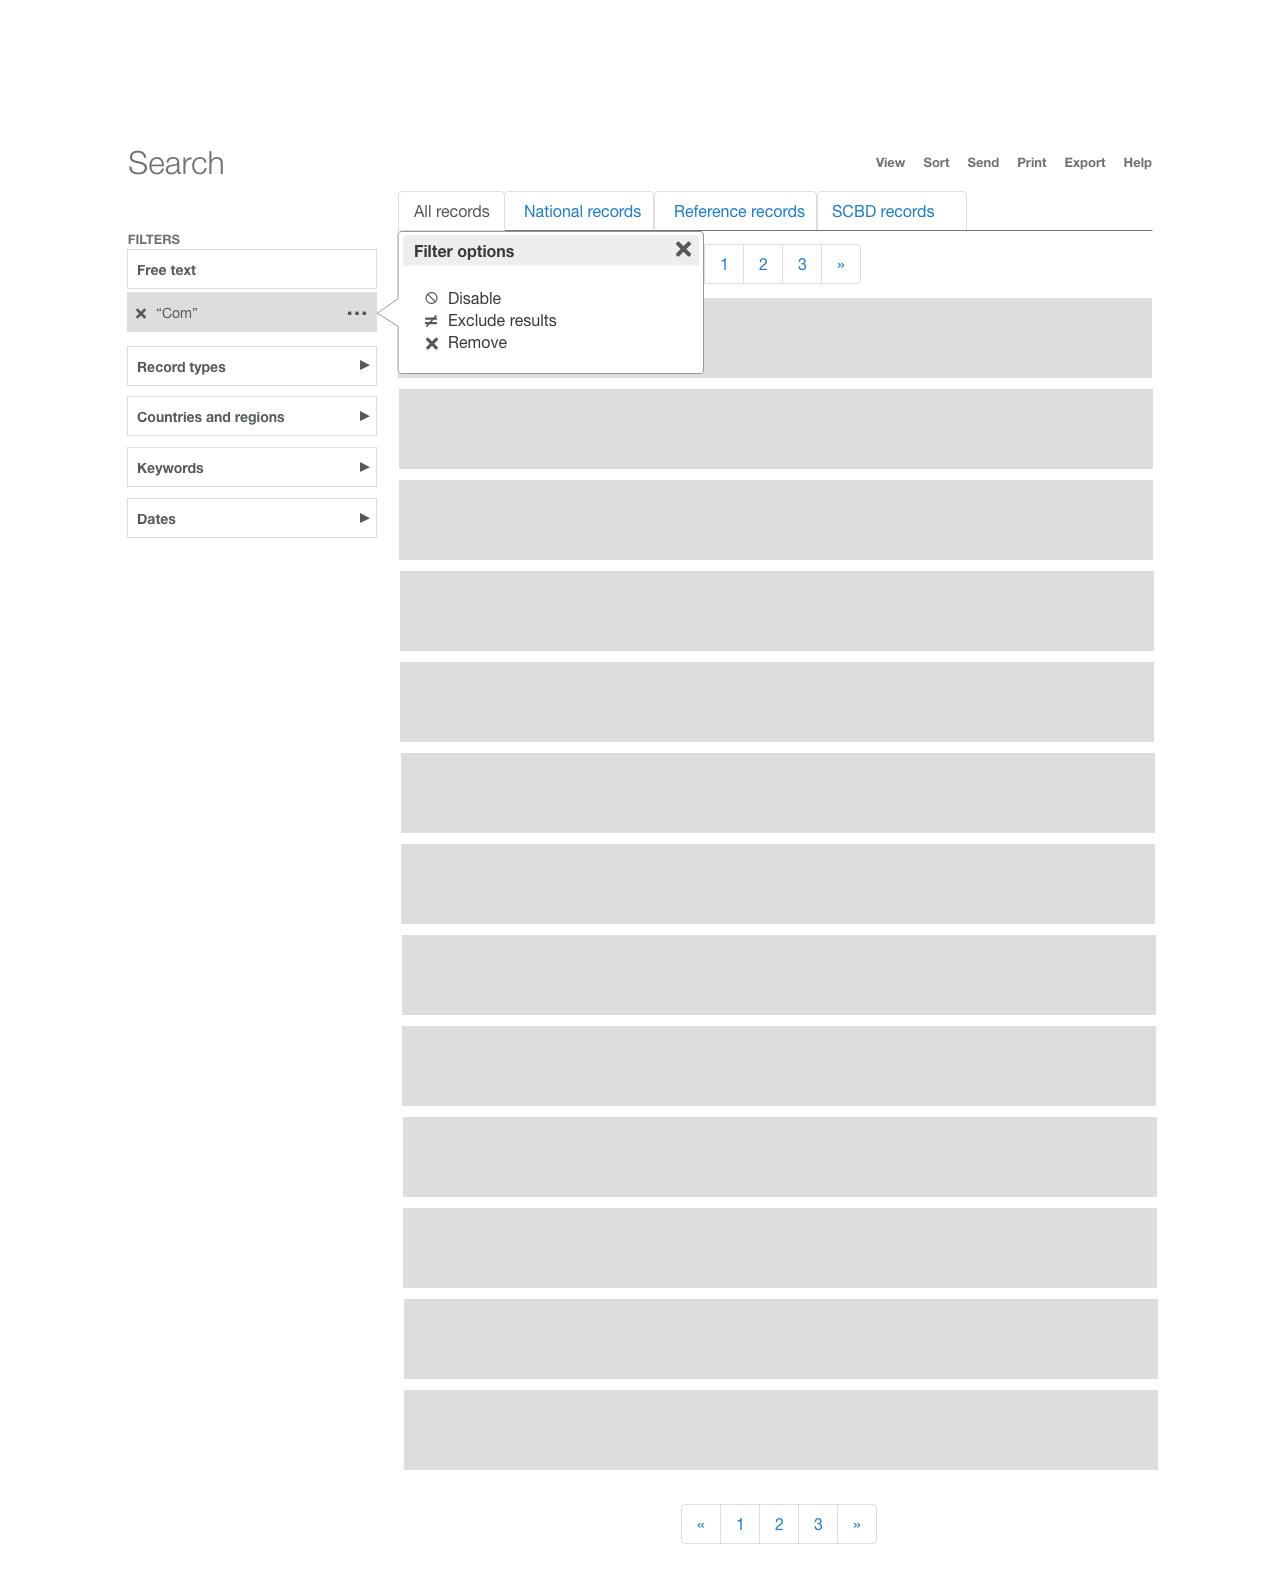 Search
View Sort Send Print Export Help
All records National records Reference records SCBD records
FILTERS
Free text
“Com” ...
Record types
Countries and regions
Keywords
Dates
Filter options
Disable
Exclude results
Remove
1 2 3 »
« 1 2 3 »